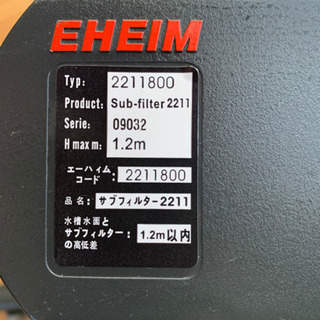 EHEIM
Typ: 2211800
Product: Sub-filter 2211
Serie: 09032
H max m: 1.2m
エーハイム
コード : 2211800
品名 : サブフィルター2211
水槽水面と
サブフィルター : 1.2m以内
の高低差